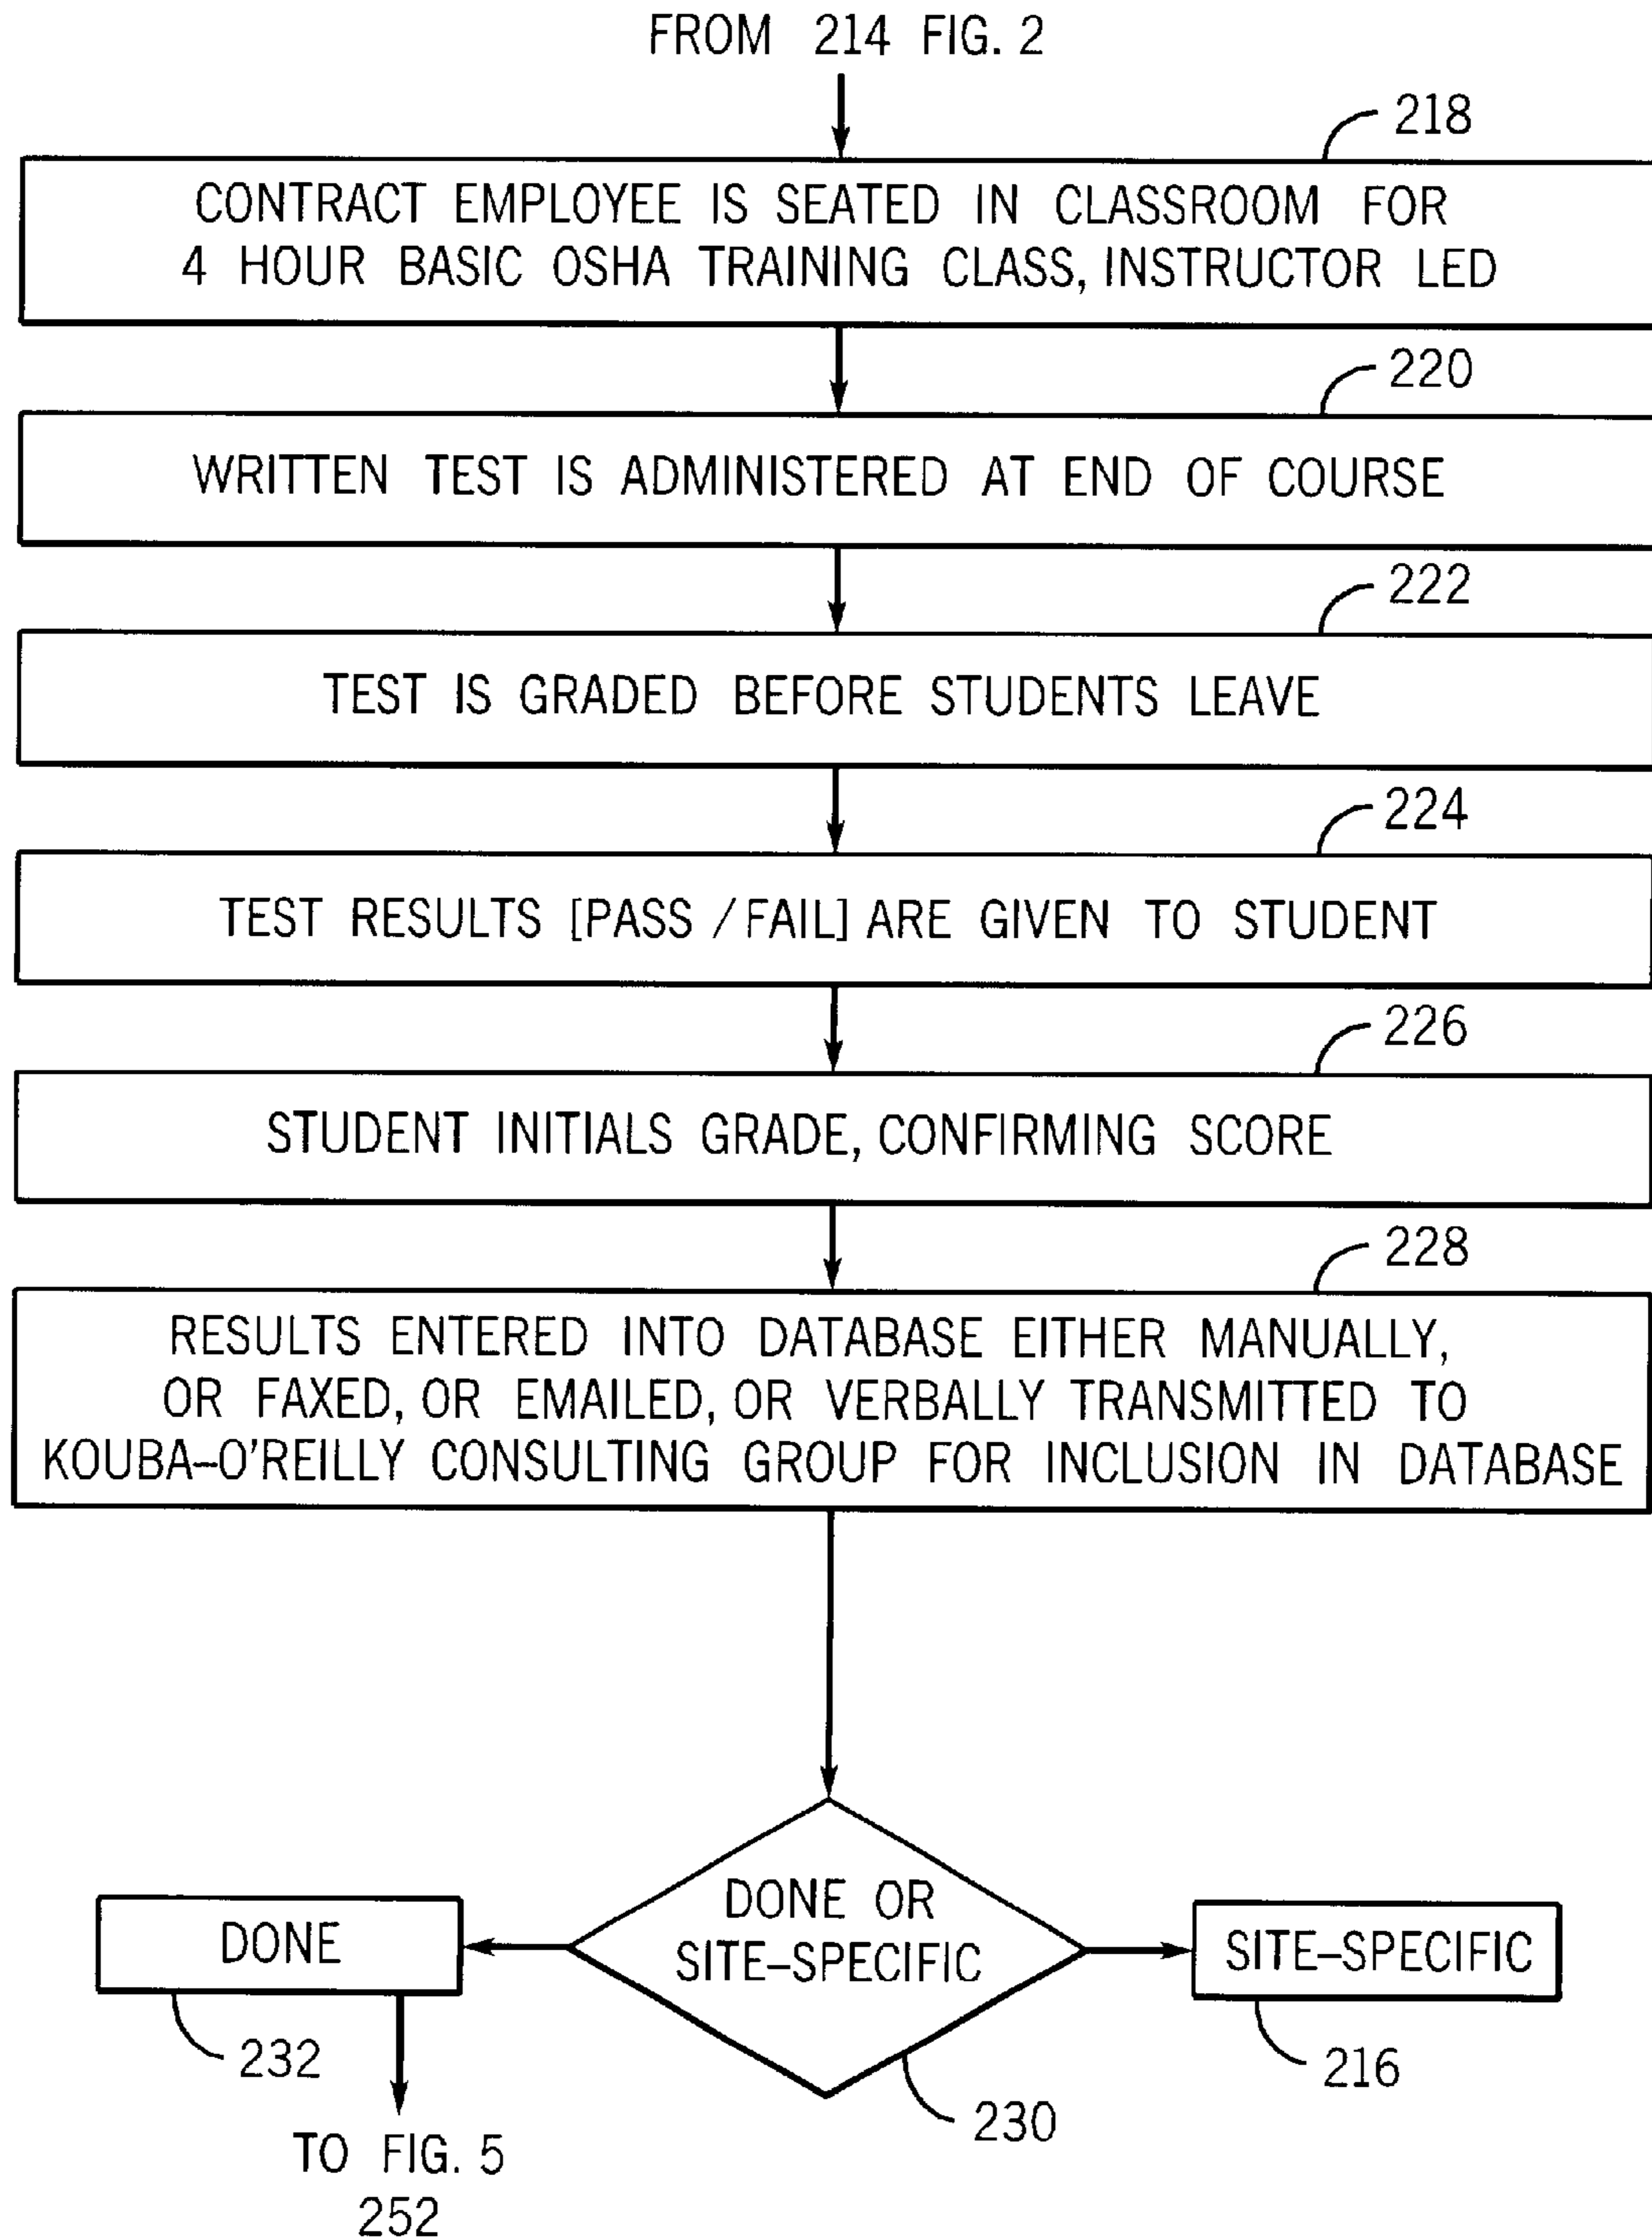 FROM 214 FIG. 2
218
CONTRACT EMPLOYEE IS SEATED IN CLASSROOM FOR
4 HOUR BASIC OSHA TRAINING CLASS, INSTRUCTOR LED
220
WRITTEN TEST IS ADMINISTERED AT END OF COURSE
222
TEST IS GRADED BEFORE STUDENTS LEAVE
224
TEST RESULTS [PASS / FAIL] ARE GIVEN TO STUDENT
226
STUDENT INITIALS GRADE, CONFIRMING SCORE
228
RESULTS ENTERED INTO DATABASE EITHER MANUALLY,
OR FAXED, OR EMAILED, OR VERBALLY TRANSMITTED TO
KOUBA–O'REILLY CONSULTING GROUP FOR INCLUSION IN DATABASE
DONE
DONE OR
SITE–SPECIFIC
SITE–SPECIFIC
232
230
216
TO FIG. 5
252